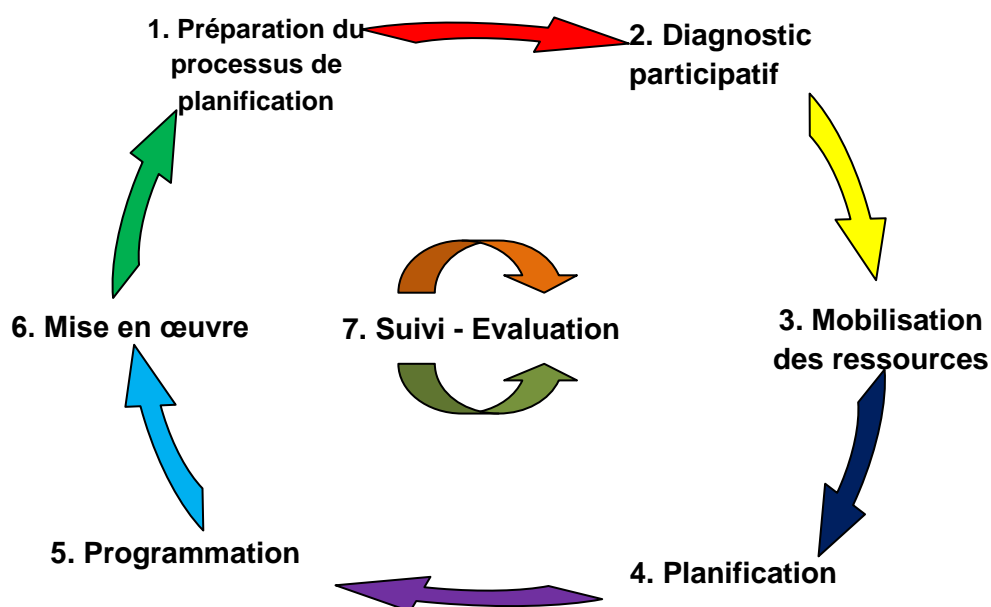 1. Préparation du
processus de
planification
2. Diagnostic
participatif
3. Mobilisation
des ressources
4. Planification
5. Programmation
6. Mise en œuvre
7. Suivi - Evaluation